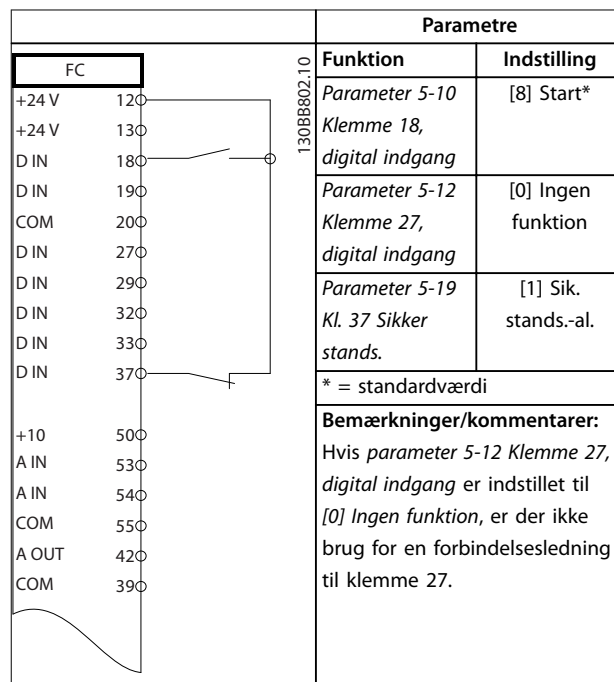 FC
+24 V 12
+24 V 13
D IN 18
D IN 19
COM 20
D IN 27
D IN 29
D IN 32
D IN 33
D IN 37
+10 50
A IN 53
A IN 54
COM 55
A OUT 42
COM 39
130BB802.10
Parametre
Funktion Indstilling
Parameter 5-10 [8] Start*
Klemme 18,
digital indgang
Parameter 5-12 [0] Ingen
Klemme 27, funktion
digital indgang
Parameter 5-19 [1] Sik.
Kl. 37 Sikker stands.-al.
stands.
* = standardværdi
Bemærkninger/kommentarer:
Hvis parameter 5-12 Klemme 27,
digital indgang er indstillet til
[0] Ingen funktion, er der ikke
brug for en forbindelsesledning
til klemme 27.